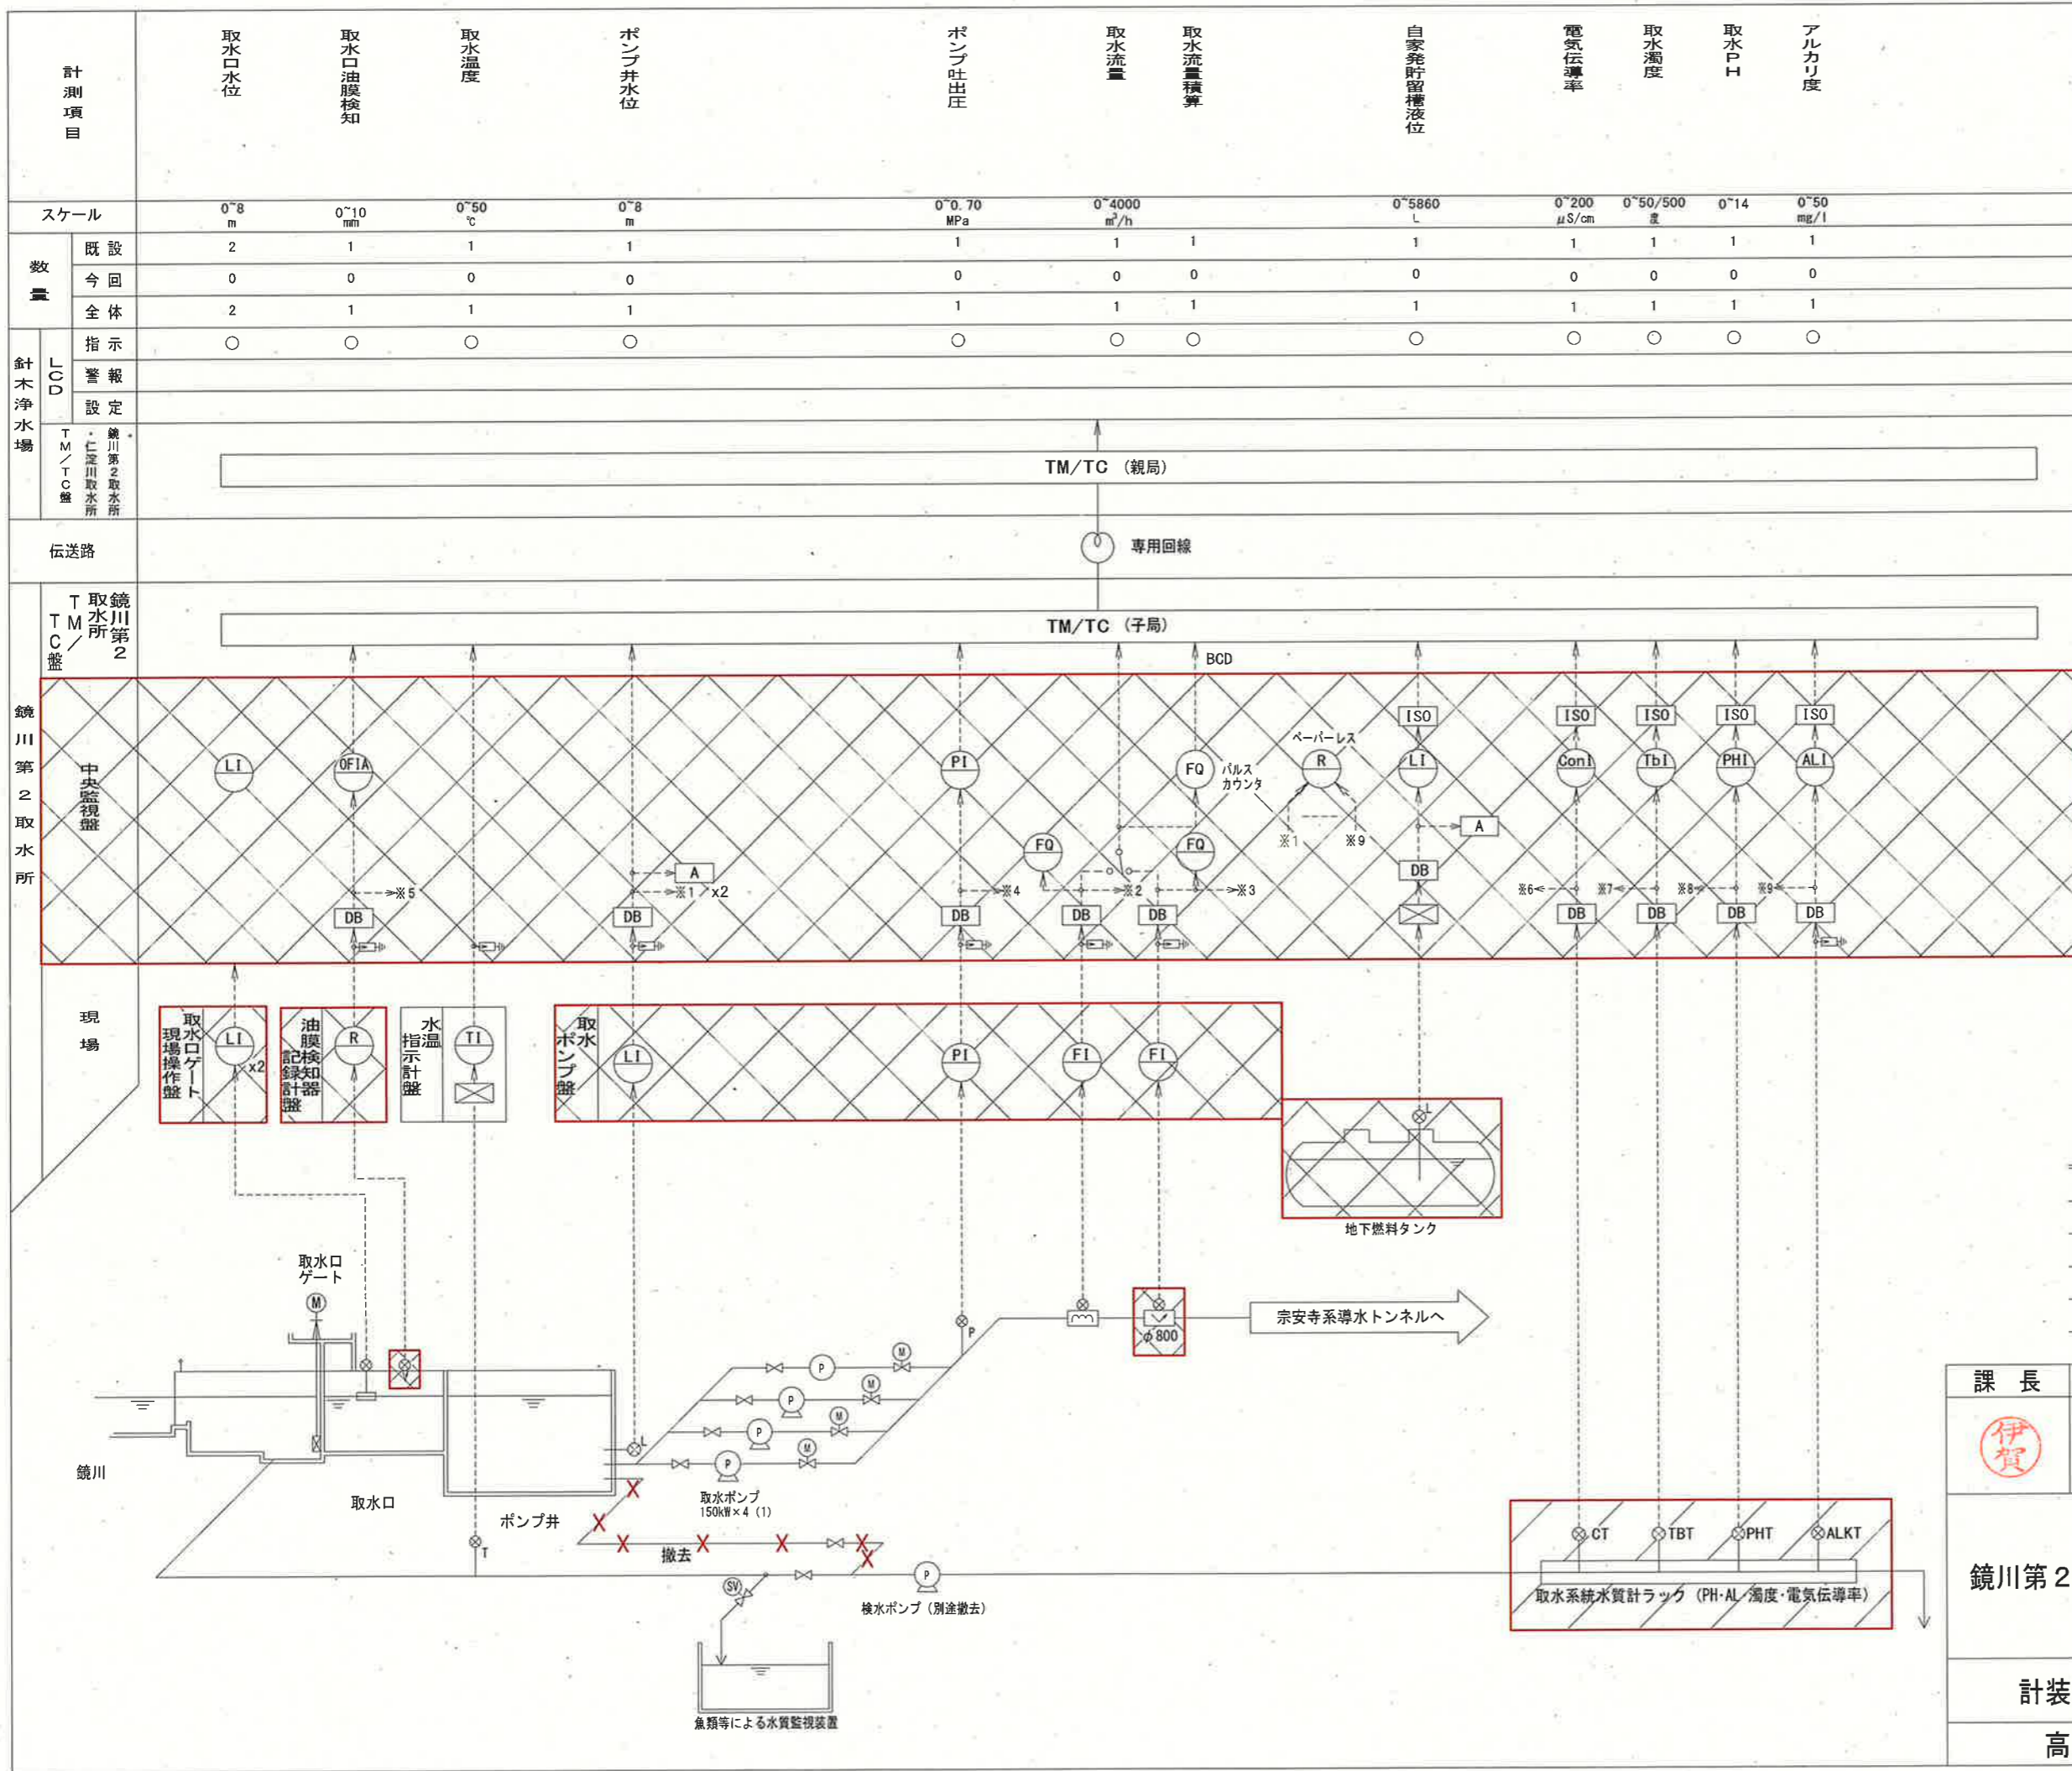 計測項目
取水口水位
取水口油膜検知
取水温度
ポンプ井水位
ポンプ吐出圧
取水流量
取水流量積算
自家発貯留槽液位
電気伝導率
取水濁度
取水PH
アルカリ度
スケール
0~8 m
0~10 mm
0~50 ℃
0~8 m
0~0.70 MPa
0~4000 m³/h
0~5860 L
0~200 μS/cm
0~50/500 度
0~14
0~50 mg/l
数量
既設 2 1 1 1 1 1 1 1 1 1 1 1
今回 0 0 0 0 0 0 0 0 0 0 0 0
全体 2 1 1 1 1 1 1 1 1 1 1 1
針木浄水場
LCD
指示 ○ ○ ○ ○ ○ ○ ○ ○ ○ ○ ○ ○
警報
設定
鏡川第2取水所
・仁淀川取水所
TM/TC盤
TM/TC (親局)
伝送路
専用回線
鏡川第2
取水所
TM/
TC盤
TM/TC (子局)
BCD
鏡川第2取水所
中央監視盤
ISO ISO ISO ISO ISO
LI
OFIA
PI
FQ
パルス
カウンタ
ペーパーレス
R
LI
ConI
TbI
PHI
ALI
※1
※9
A
FQ
FQ
A
※1 x2
※5
※4
※2
※3
DB
※6
※7
※8
※9
DB DB DB DB DB DB DB DB DB
現場
取水口ゲート
現場操作盤
LI
x2
油膜検知器
記録計盤
R
水温
指示計盤
TI
取水
ポンプ盤
LI
PI
FI
FI
L
地下燃料タンク
取水口
ゲート
M
P
φ800
宗安寺系導水トンネルへ
P M
P M
P M
P M
L
鏡川
取水口
ポンプ井
取水ポンプ
150kW×4 (1)
撤去
T
SV
P
検水ポンプ (別途撤去)
魚類等による水質監視装置
CT
TBT
PHT
ALKT
取水系統水質計ラック (PH·AL·濁度·電気伝導率)
課長
伊賀
鏡川第2
計装
高